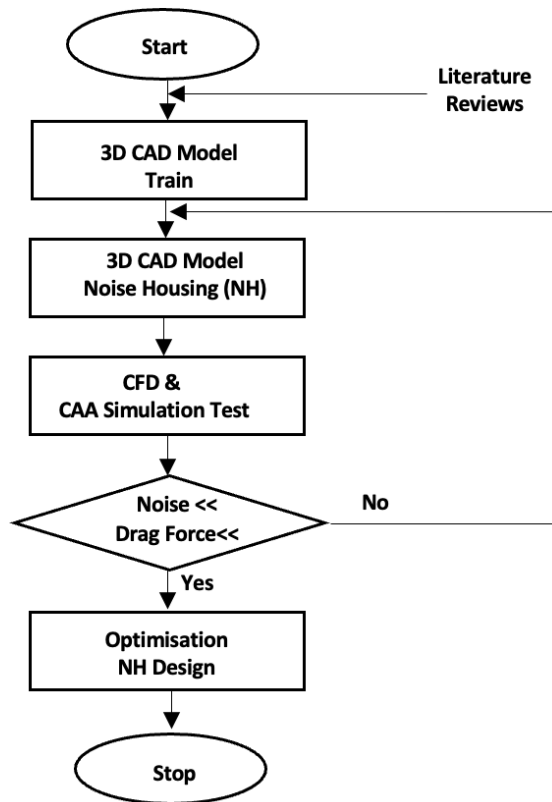 Start
Literature
Reviews
3D CAD Model
Train
3D CAD Model
Noise Housing (NH)
CFD &
CAA Simulation Test
Noise <<
Drag Force<<
No
Yes
Optimisation
NH Design
Stop